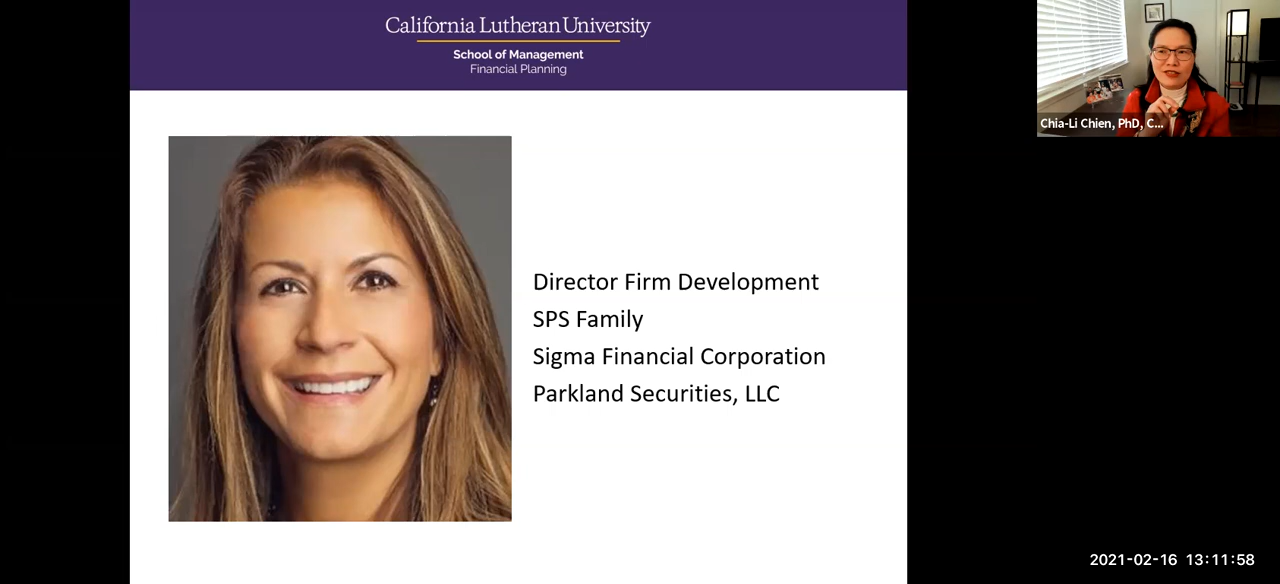 California Lutheran University
School of Management
Financial Planning
Director Firm Development
SPS Family
Sigma Financial Corporation
Parkland Securities, LLC
Chia-Li Chien, PhD, C...
2021-02-16 13:11:58